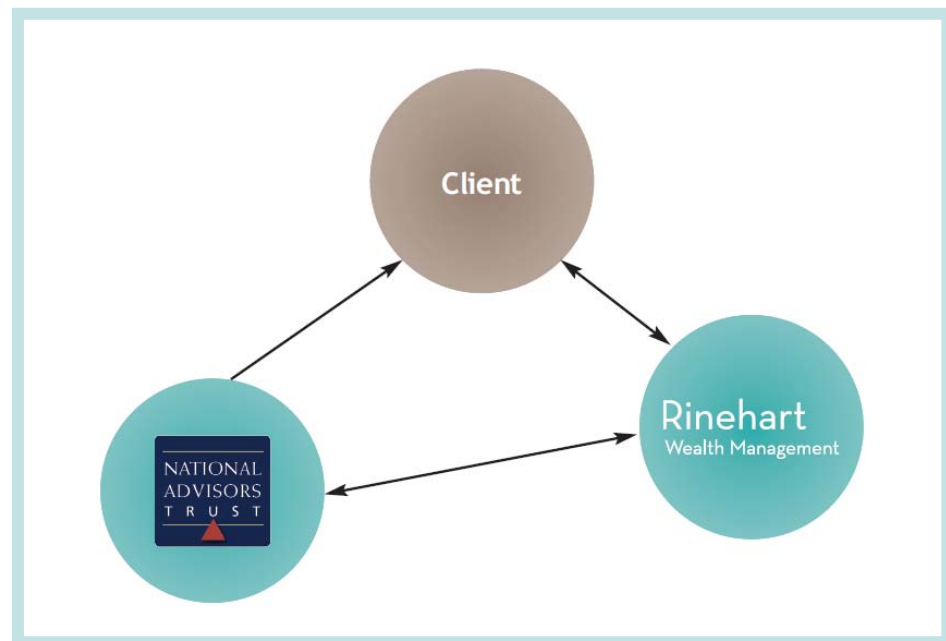 Client
Rinehart
Wealth Management
NATIONAL
ADVISORS
TRUST